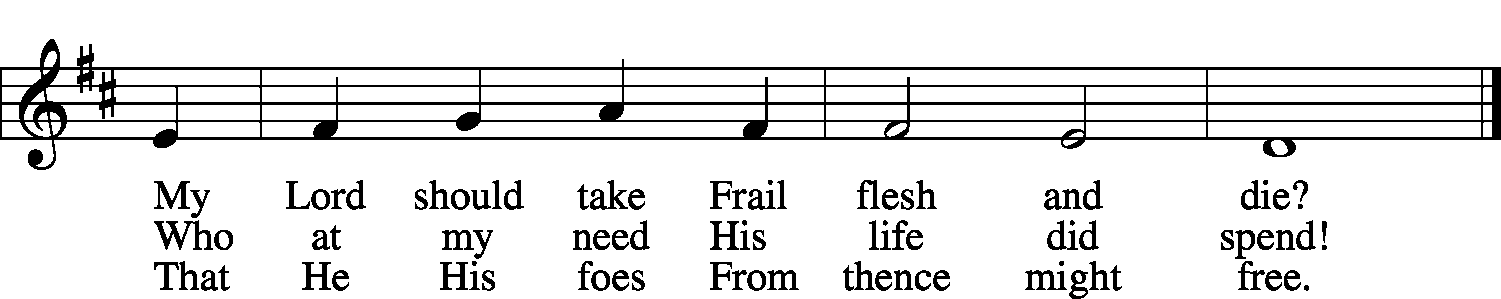 My Lord should take Frail flesh and die?
Who at my need His life did spend!
That He His foes From thence might free.